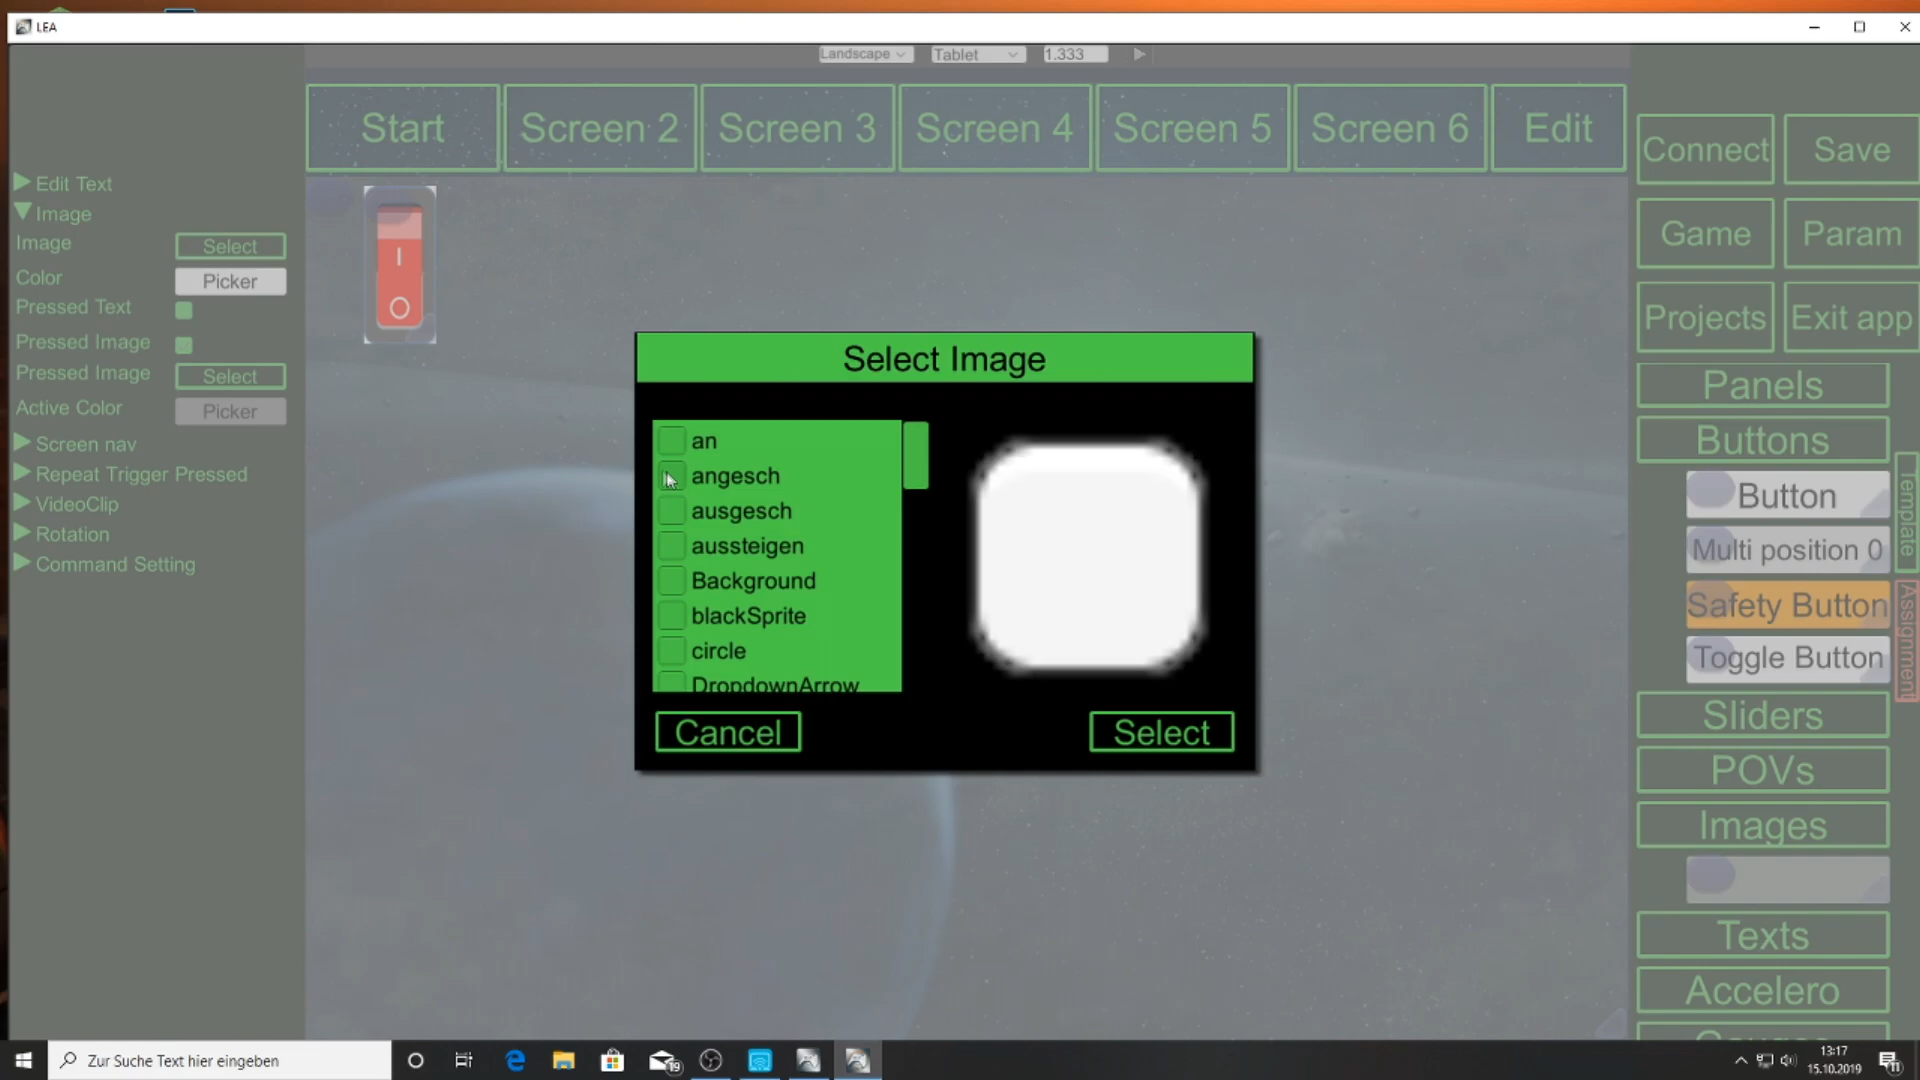 LEA
Landscape
Tablet
1.333
Start
Screen 2
Screen 3
Screen 4
Screen 5
Screen 6
Edit
Connect
Save
Game
Param
Projects
Exit app
Edit Text
Image
Image
Select
Color
Picker
Pressed Text
Pressed Image
Pressed Image
Select
Active Color
Picker
Screen nav
Repeat Trigger Pressed
VideoClip
Rotation
Command Setting
I
O
Select Image
an
angesch
ausgesch
aussteigen
Background
blackSprite
circle
DropdownArrow
Cancel
Select
Panels
Buttons
Button
Multi position 0
Safety Button
Toggle Button
Sliders
POVs
Images
Texts
Accelero
Template
Assignment
Zur Suche Text hier eingeben
19
13:17
15.10.2019
11